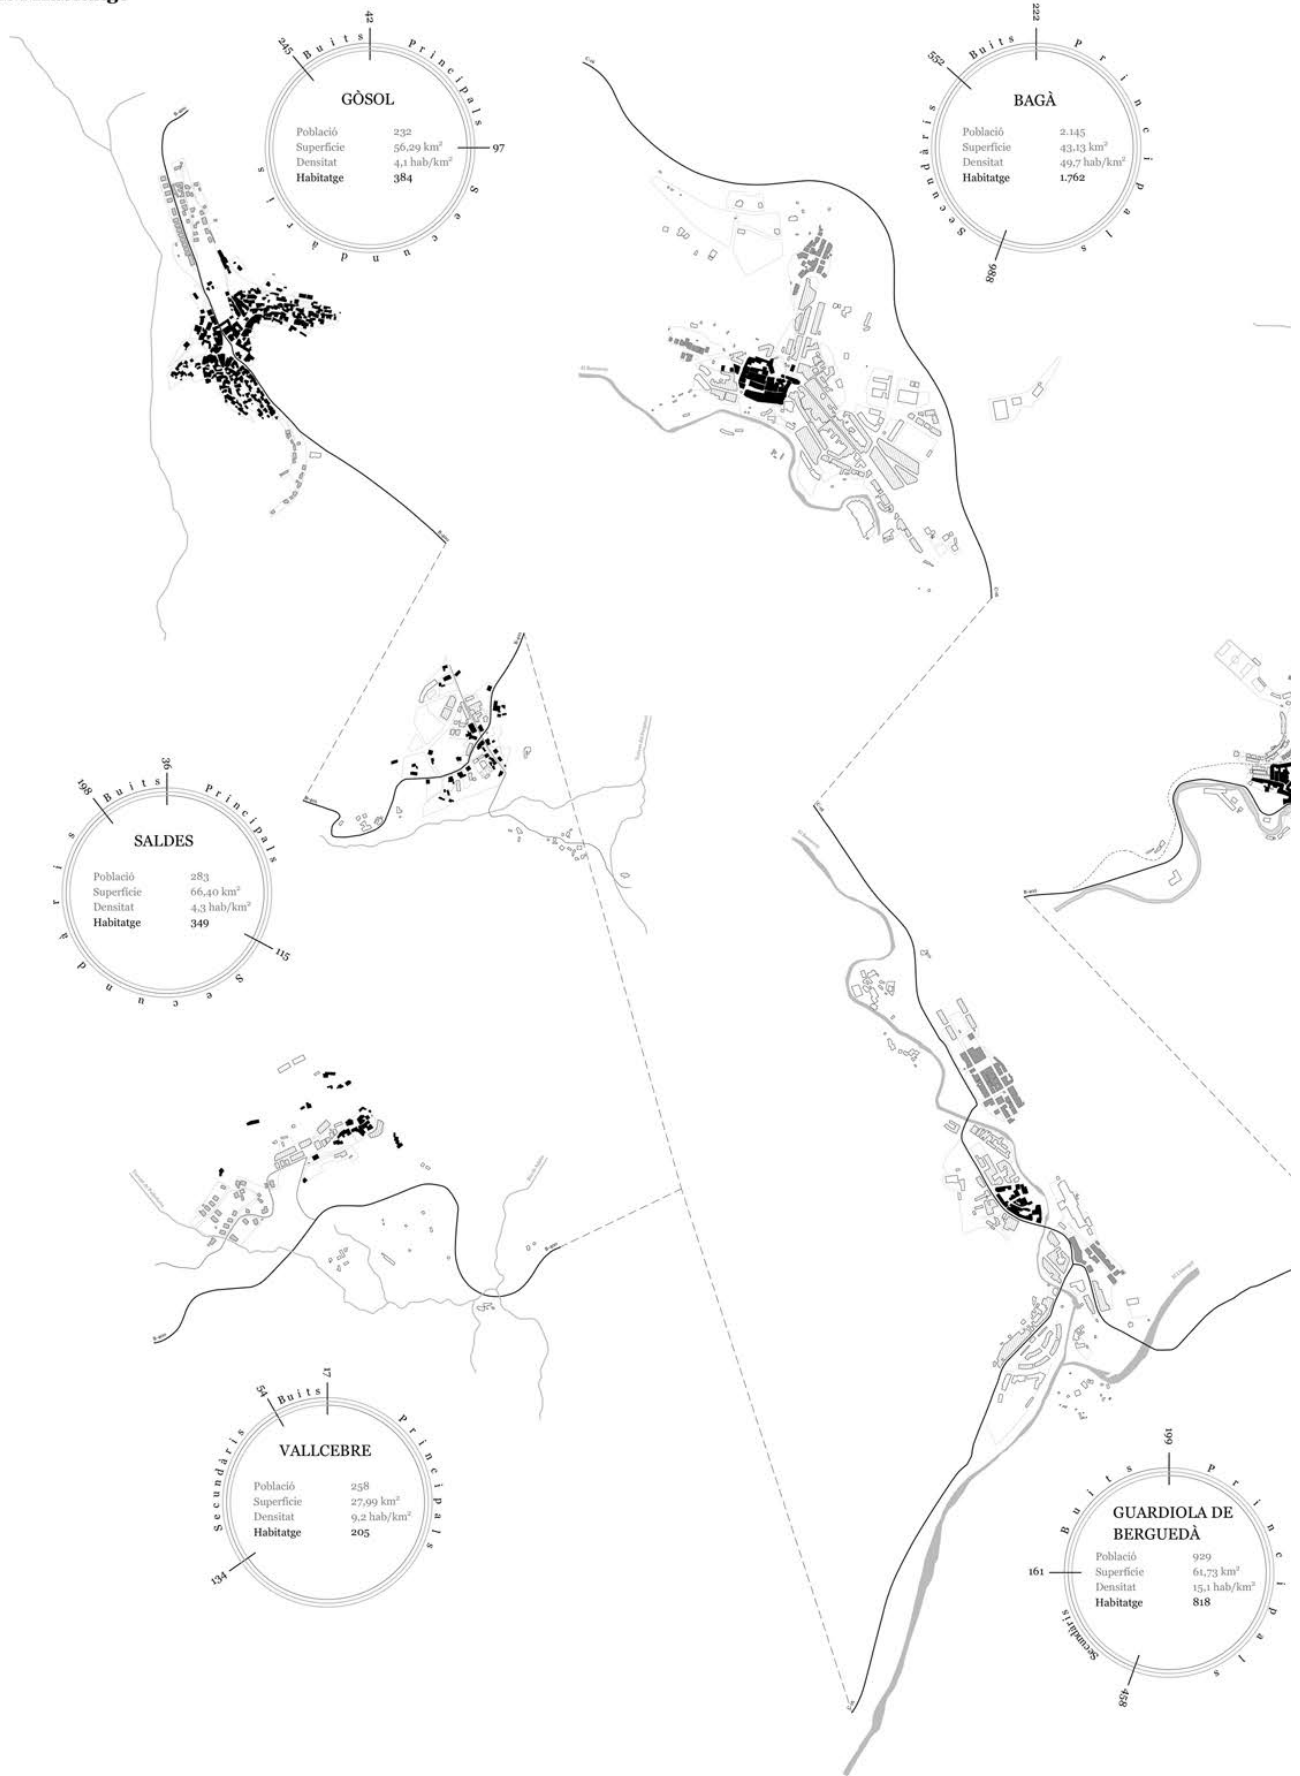 42
245
Buits
Principals
97
Secundàris
GÒSOL
Població 232
Superfície 56,29 km²
Densitat 4,1 hab/km²
Habitatge 384
222
552
Buits
Principals
988
Secundàris
BAGÀ
Població 2.145
Superfície 43,13 km²
Densitat 49,7 hab/km²
Habitatge 1.762
36
198
Buits
Principals
115
Secundàris
SALDES
Població 283
Superfície 66,40 km²
Densitat 4,3 hab/km²
Habitatge 349
17
54
Buits
Principals
134
Secundàris
VALLCEBRE
Població 258
Superfície 27,99 km²
Densitat 9,2 hab/km²
Habitatge 205
199
161
Buits
Principals
458
Secundàris
GUARDIOLA DE
BERGUEDÀ
Població 929
Superfície 61,73 km²
Densitat 15,1 hab/km²
Habitatge 818